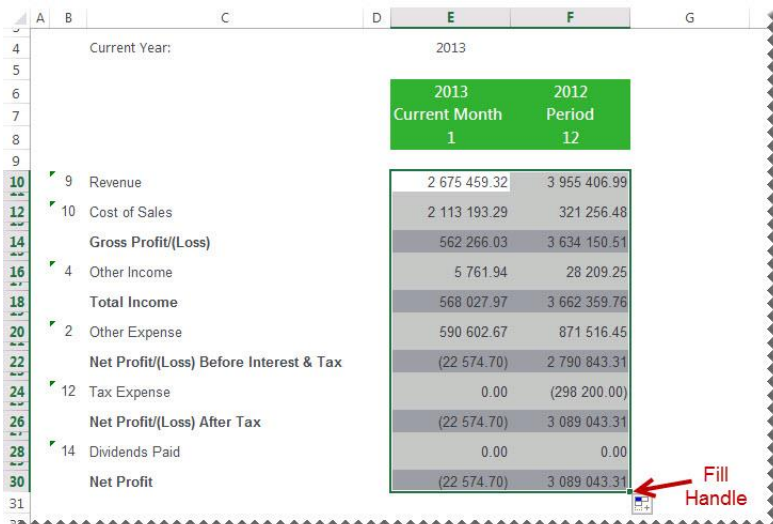 A B C D E F G
4 Current Year: 2013
5
6 2013 2012
7 Current Month Period
8 1 12
9
10 9 Revenue 2 675 459.32 3 955 406.99
12 10 Cost of Sales 2 113 193.29 321 256.48
14 Gross Profit/(Loss) 562 266.03 3 634 150.51
16 4 Other Income 5 761.94 28 209.25
18 Total Income 568 027.97 3 662 359.76
20 2 Other Expense 590 602.67 871 516.45
22 Net Profit/(Loss) Before Interest & Tax (22 574.70) 2 790 843.31
24 12 Tax Expense 0.00 (298 200.00)
26 Net Profit/(Loss) After Tax (22 574.70) 3 089 043.31
28 14 Dividends Paid 0.00 0.00
30 Net Profit (22 574.70) 3 089 043.31
Fill
Handle
31